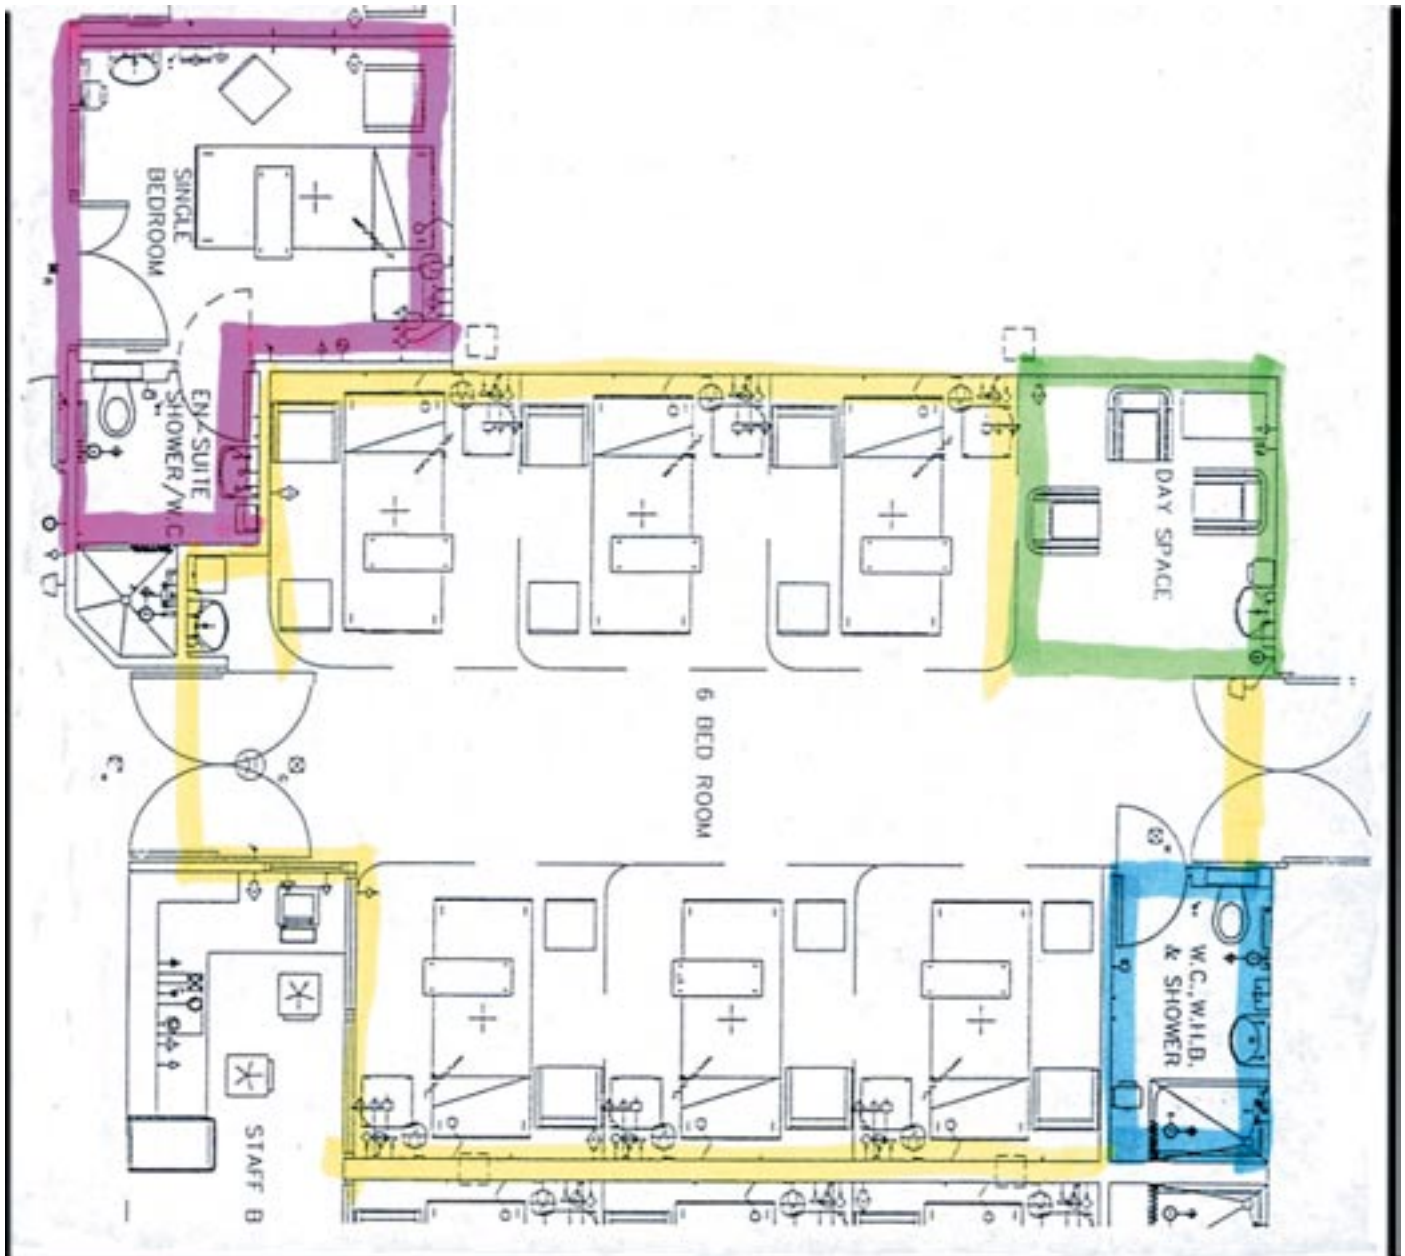 SINGLE
BEDROOM
EN-SUITE
SHOWER/W.C
DAY SPACE
6 BED ROOM
W.C.,W.H.B.
& SHOWER
STAFF B